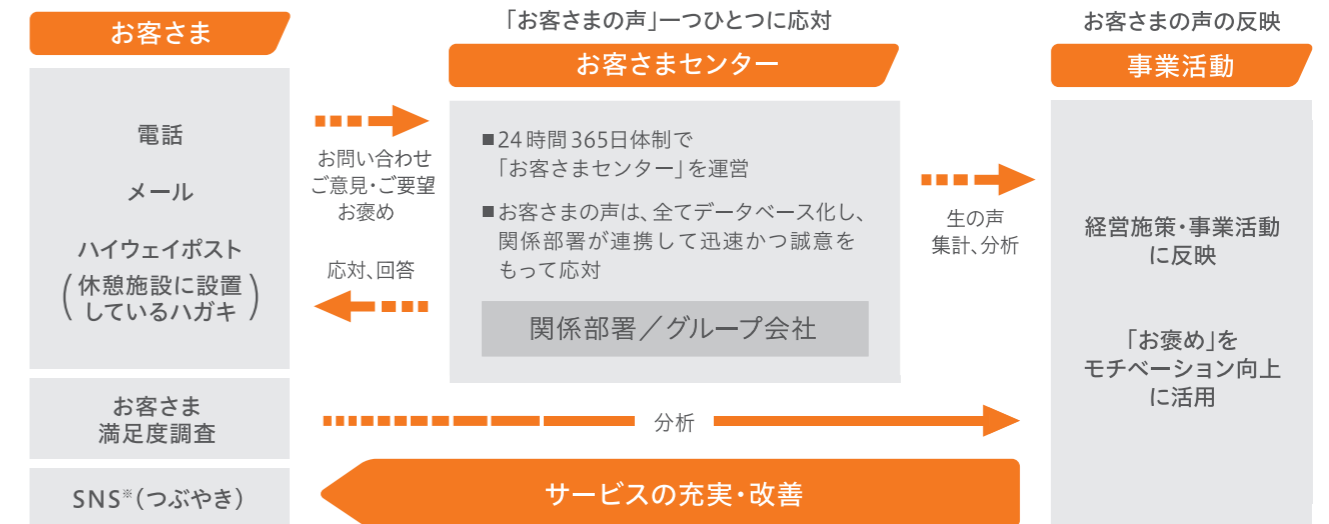 お客さま
電話
メール
ハイウェイポスト
(休憩施設に設置
しているハガキ)
お客さま
満足度調査
SNS※(つぶやき)
お問い合わせ
ご意見・ご要望
お褒め
応対、回答
「お客さまの声」一つひとつに応対
お客さまセンター
■24時間365日体制で
「お客さまセンター」を運営
■お客さまの声は、全てデータベース化し、
関係部署が連携して迅速かつ誠意を
もって応対
関係部署／グループ会社
生の声
集計、分析
分析
サービスの充実・改善
お客さまの声の反映
事業活動
経営施策・事業活動
に反映
「お褒め」を
モチベーション向上
に活用